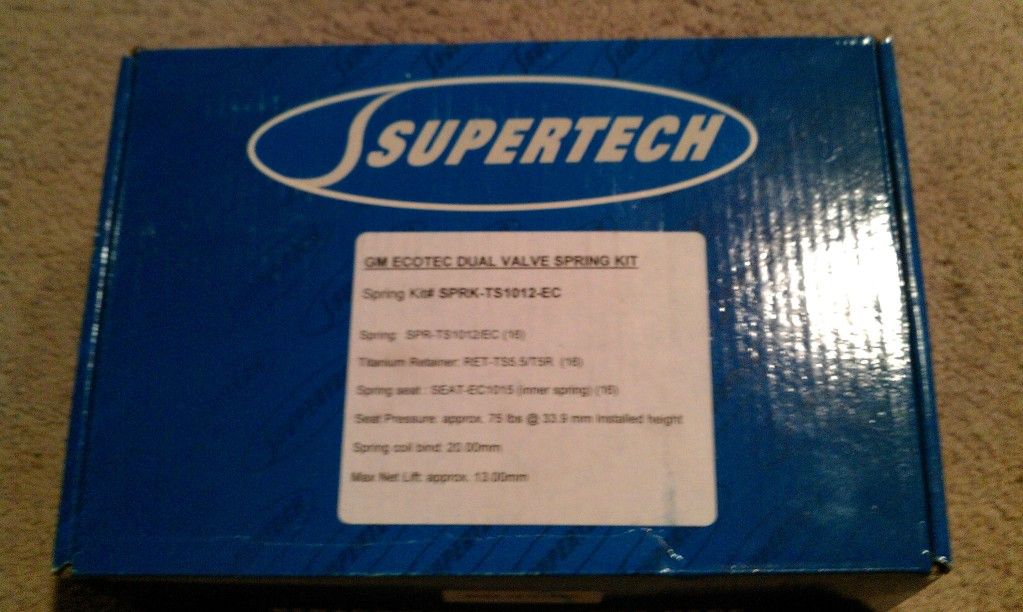 SUPERTECH
GM ECOTEC DUAL VALVE SPRING KIT
Spring Kit# SPRK-TS1012-EC
Spring: SPR-TS1012/EC (16)
Titanium Retainer: RET-TS5.5/T5R (16)
Spring seat : SEAT-EC1015 (inner spring) (16)
Seat Pressure: approx. 75 lbs @ 33.9 mm Installed height
Spring coil bind: 20.00mm
Max Net Lift: approx. 13.00mm